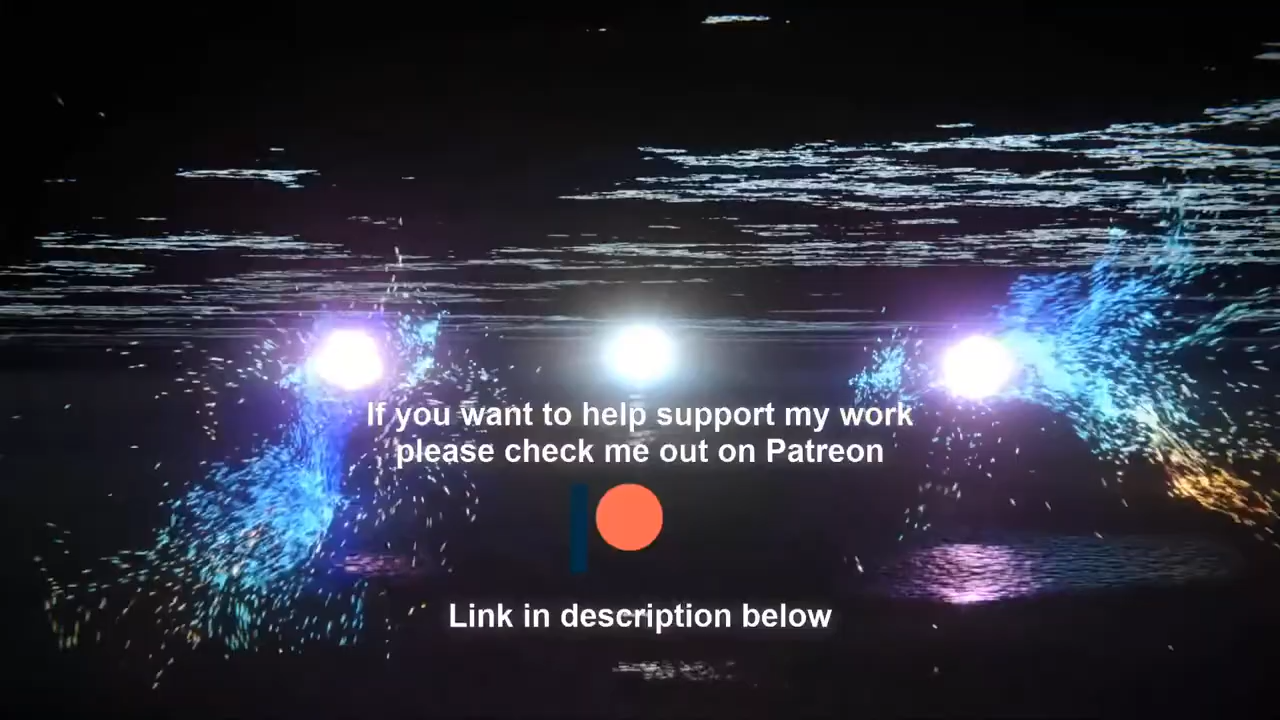 If you want to help support my work
please check me out on Patreon
Link in description below